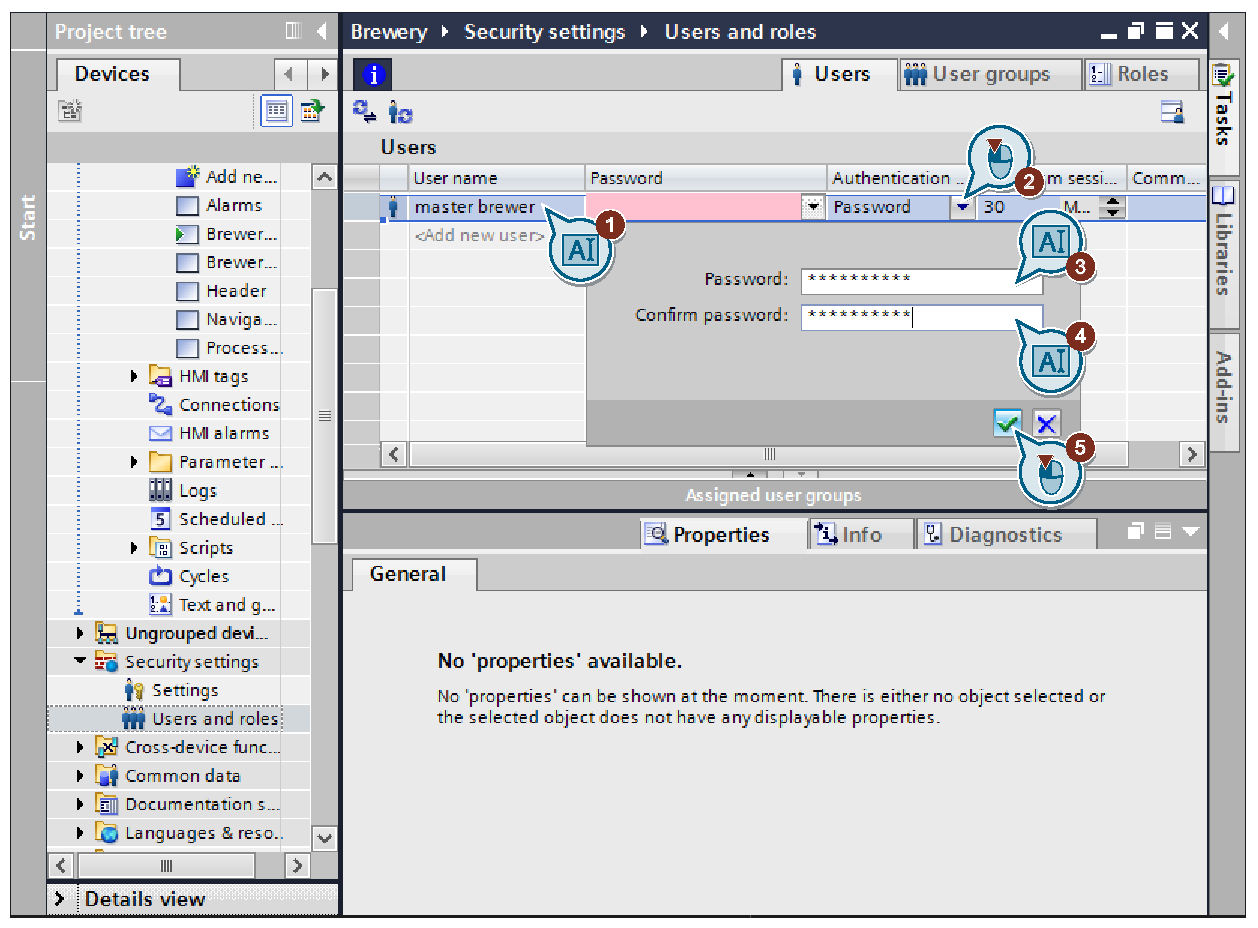 Project tree
Devices
Start
Add ne...
Alarms
Brewer...
Brewer...
Header
Naviga...
Process...
HMI tags
Connections
HMI alarms
Parameter ...
Logs
Scheduled ...
Scripts
Cycles
Text and g...
Ungrouped devi...
Security settings
Settings
Users and roles
Cross-device func...
Common data
Documentation s...
Languages & reso..
Details view
Brewery Security settings Users and roles
Users User groups Roles
Users
User name Password Authentication .. m sessi... Comm...
master brewer Password 30 M...
<Add new user>
Password: **********
Confirm password: **********
AI 1
2
AI 3
AI 4
5
Assigned user groups
Properties Info Diagnostics
General
No 'properties' available.
No 'properties' can be shown at the moment. There is either no object selected or
the selected object does not have any displayable properties.
Tasks
Libraries
Add-ins